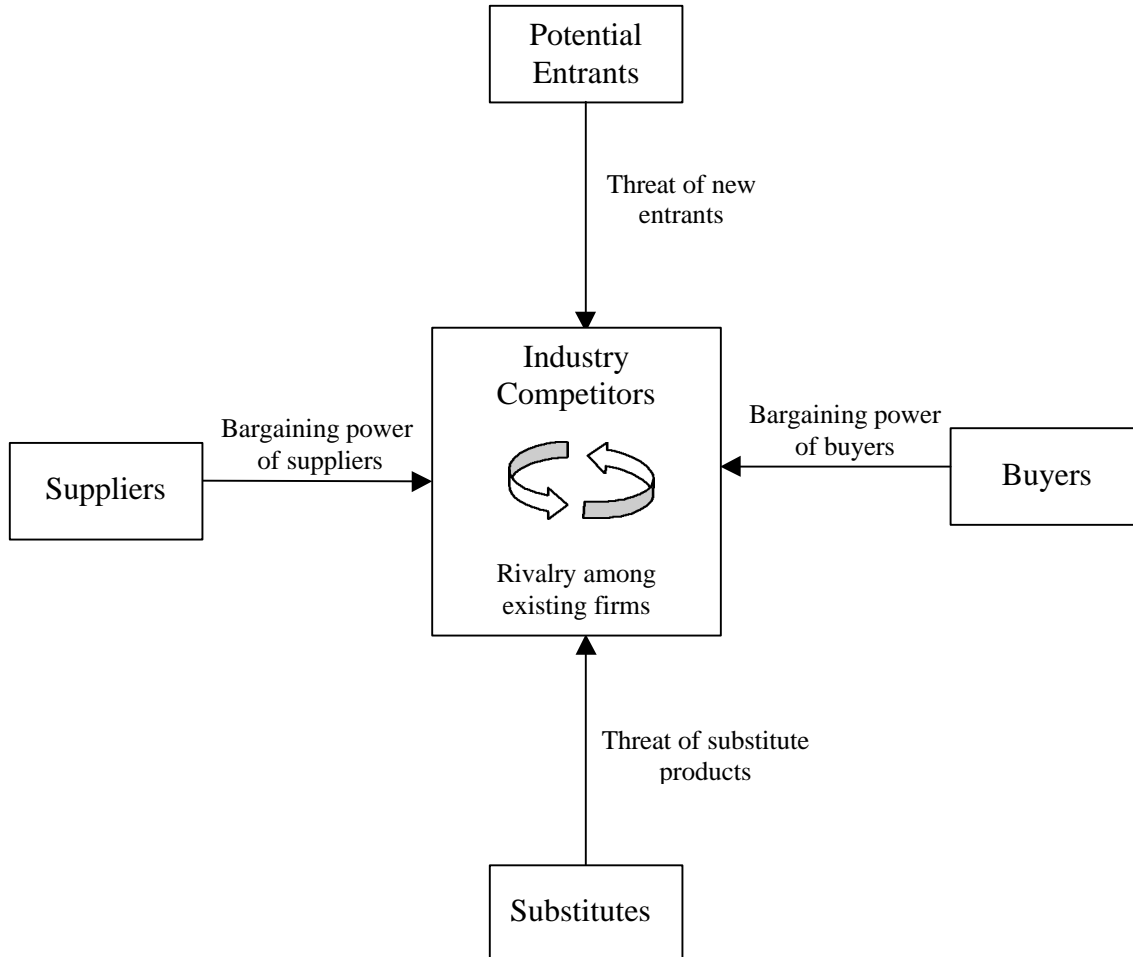 Potential
Entrants
Threat of new
entrants
Industry
Competitors
Bargaining power
of suppliers
Bargaining power
of buyers
Suppliers
Buyers
Rivalry among
existing firms
Threat of substitute
products
Substitutes